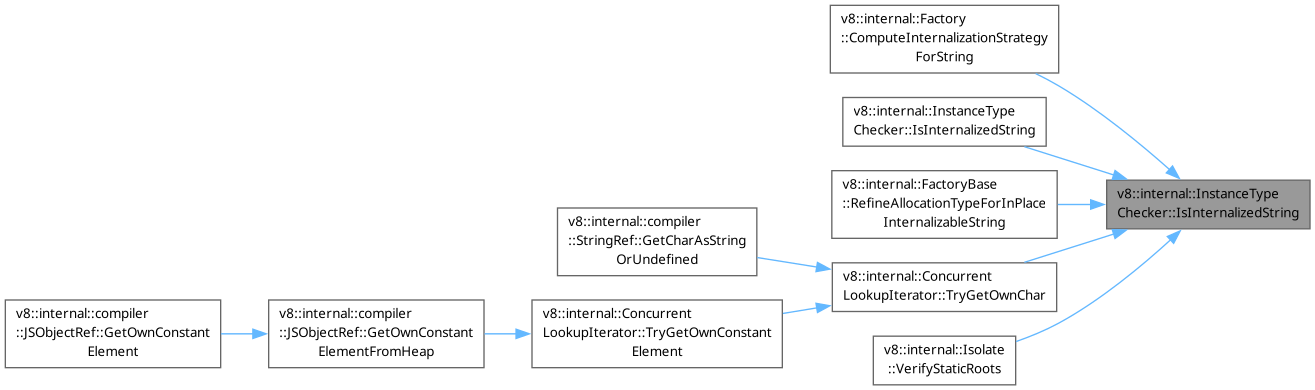 v8::internal::Factory
::ComputeInternalizationStrategy
ForString
v8::internal::InstanceType
Checker::IsInternalizedString
v8::internal::InstanceType
Checker::IsInternalizedString
v8::internal::FactoryBase
::RefineAllocationTypeForInPlace
InternalizableString
v8::internal::compiler
::StringRef::GetCharAsString
OrUndefined
v8::internal::Concurrent
LookupIterator::TryGetOwnChar
v8::internal::compiler
::JSObjectRef::GetOwnConstant
Element
v8::internal::compiler
::JSObjectRef::GetOwnConstant
ElementFromHeap
v8::internal::Concurrent
LookupIterator::TryGetOwnConstant
Element
v8::internal::Isolate
::VerifyStaticRoots